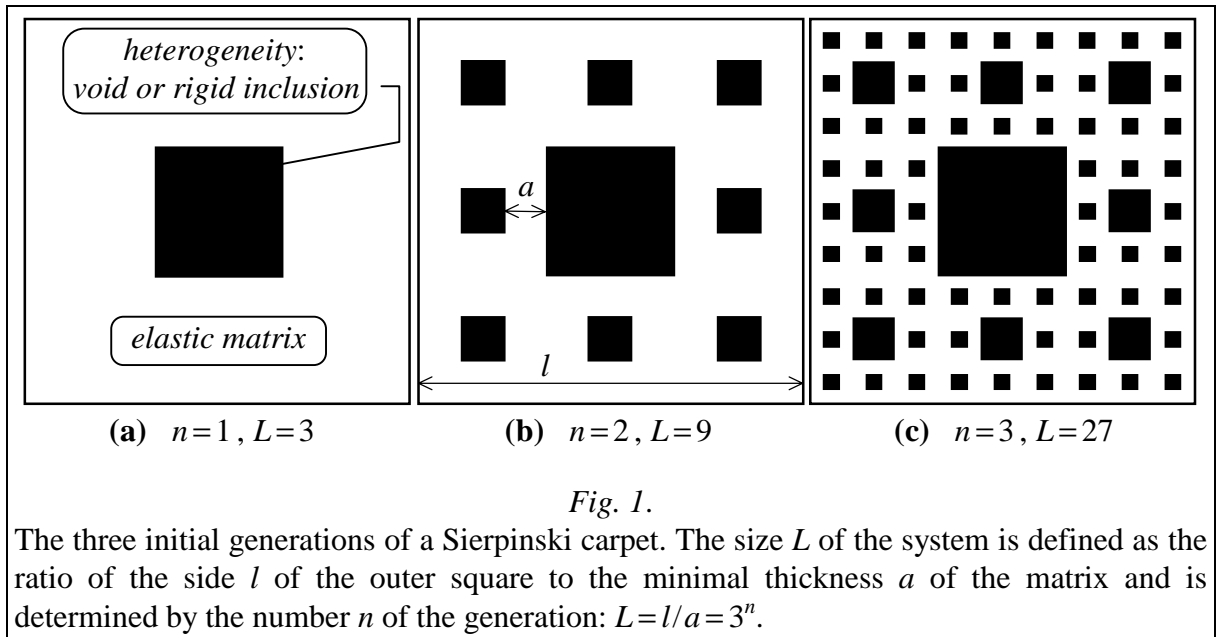 heterogeneity:
void or rigid inclusion
elastic matrix
a
l
(a) n=1, L=3
(b) n=2, L=9
(c) n=3, L=27
Fig. 1.
The three initial generations of a Sierpinski carpet. The size L of the system is defined as the
ratio of the side l of the outer square to the minimal thickness a of the matrix and is
determined by the number n of the generation: L=l/a=3ⁿ.